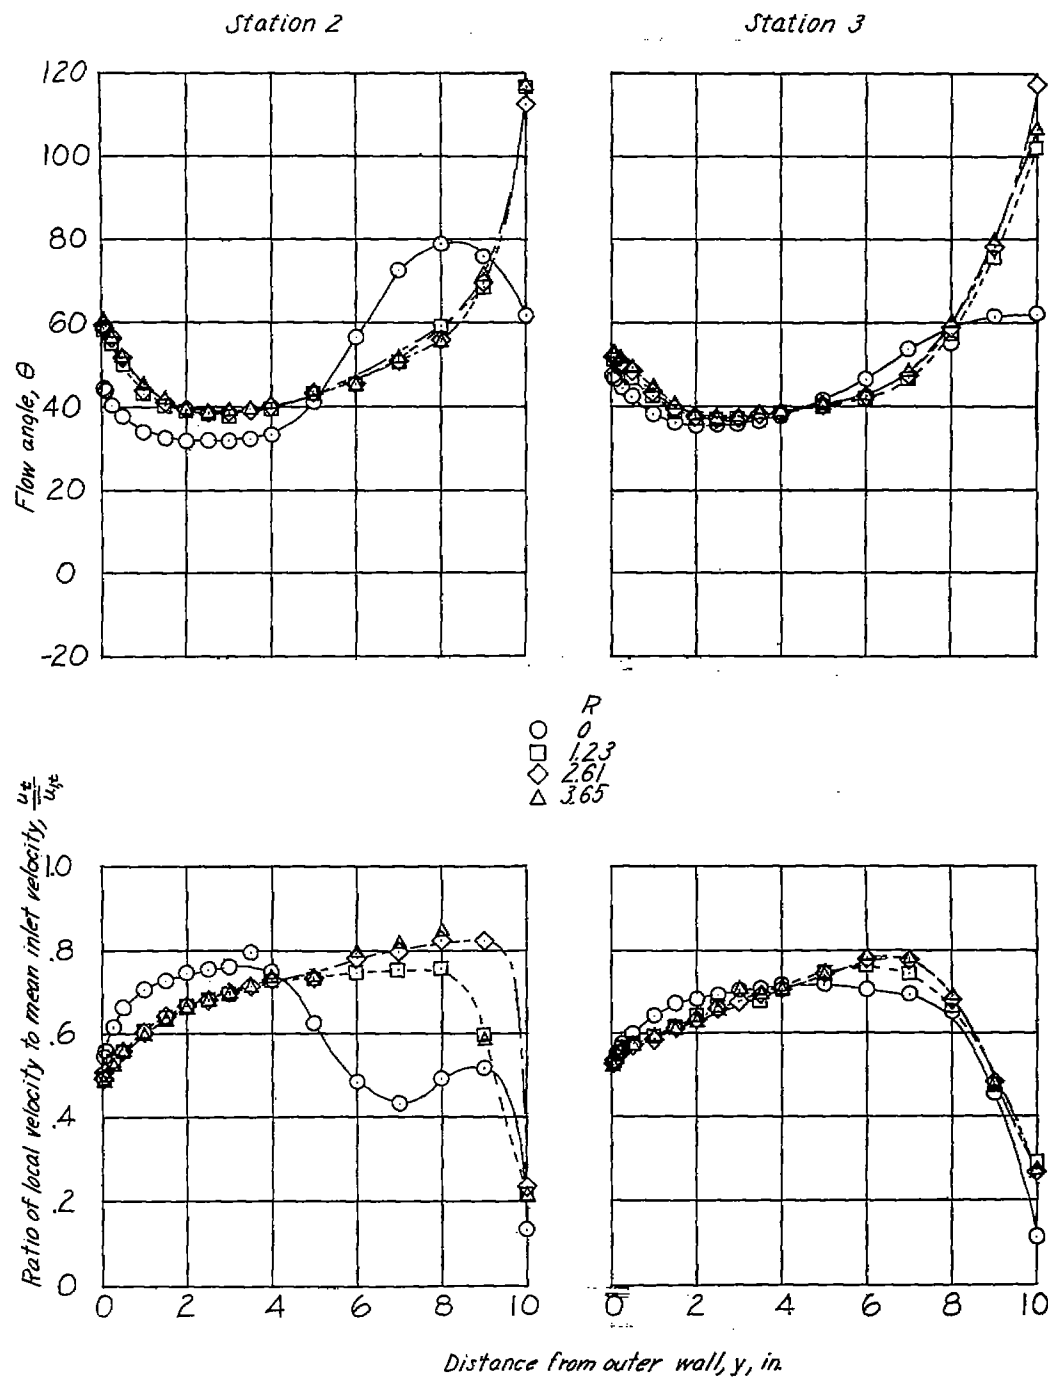 Station 2
Station 3
120
100
80
60
40
20
0
-20
Flow angle, θ
R
0
1.23
2.61
3.65
1.0
.8
.6
.4
.2
0
Ratio of local velocity to mean inlet velocity,
0 2 4 6 8 10
0 2 4 6 8 10
Distance from outer wall, y, in.